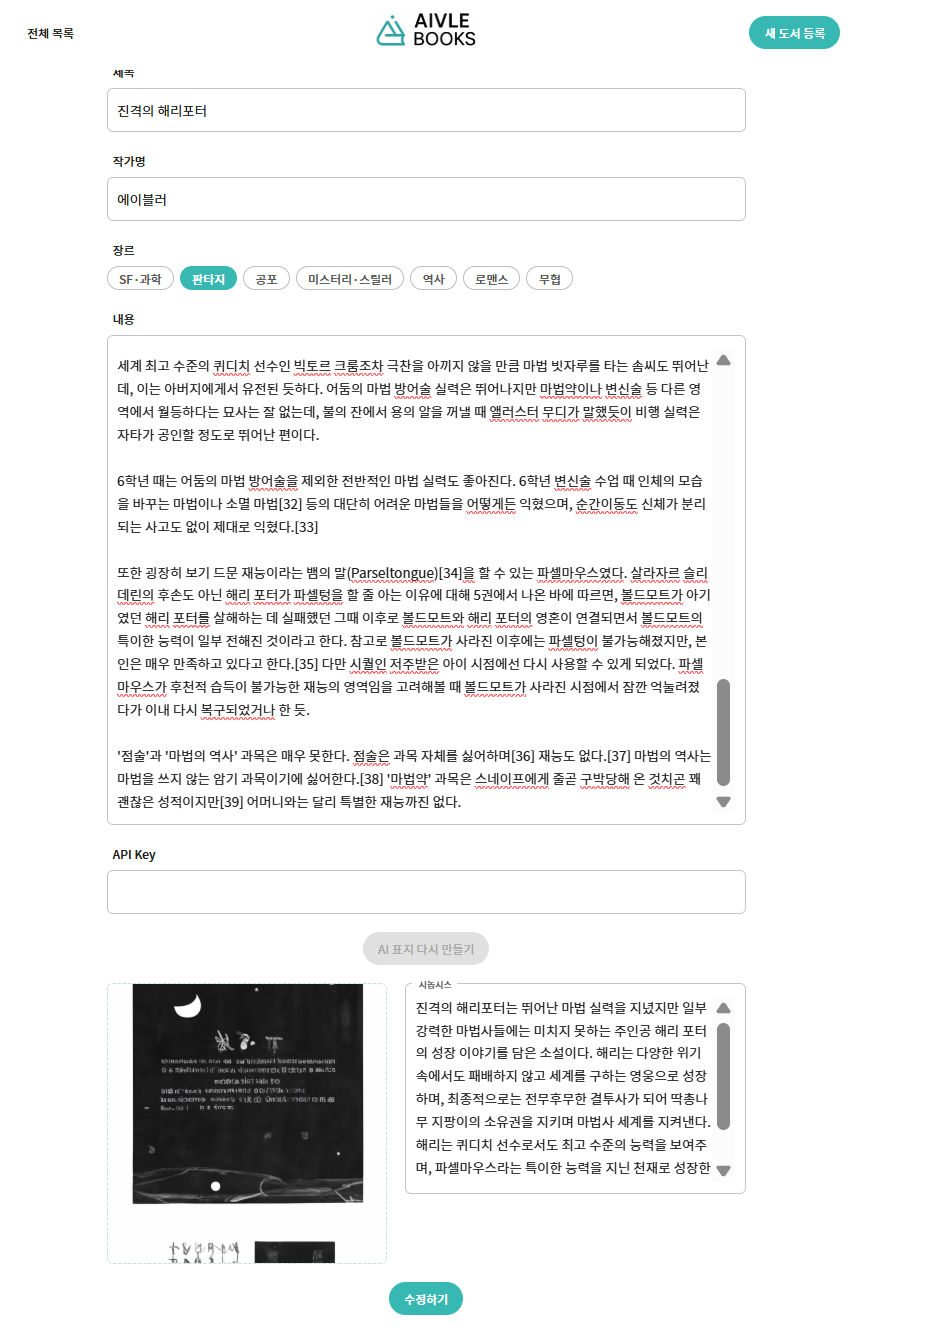 전체 목록
AIVLE
BOOKS
새 도서 등록
제목
진격의 해리포터
작가명
에이블러
장르
SF·과학
판타지
공포
미스터리·스릴러
역사
로맨스
무협
내용
세계 최고 수준의 퀴디치 선수인 빅토르 크룸조차 극찬을 아끼지 않을 만큼 마법 빗자루를 타는 솜씨도 뛰어난
데, 이는 아버지에게서 유전된 듯하다. 어둠의 마법 방어술 실력은 뛰어나지만 마법약이나 변신술 등 다른 영
역에서 월등하다는 묘사는 잘 없는데, 불의 잔에서 용의 알을 꺼낼 때 앨러스터 무디가 말했듯이 비행 실력은
자타가 공인할 정도로 뛰어난 편이다.
6학년 때는 어둠의 마법 방어술을 제외한 전반적인 마법 실력도 좋아진다. 6학년 변신술 수업 때 인체의 모습
을 바꾸는 마법이나 소멸 마법[32] 등의 대단히 어려운 마법들을 어떻게든 익혔으며, 순간이동도 신체가 분리
되는 사고도 없이 제대로 익혔다.[33]
또한 굉장히 보기 드문 재능이라는 뱀의 말(Parseltongue)[34]을 할 수 있는 파셀마우스였다. 살라자르 슬리
데린의 후손도 아닌 해리 포터가 파셀텅을 할 줄 아는 이유에 대해 5권에서 나온 바에 따르면, 볼드모트가 아기
였던 해리 포터를 살해하는 데 실패했던 그때 이후로 볼드모트와 해리 포터의 영혼이 연결되면서 볼드모트의
특이한 능력이 일부 전해진 것이라고 한다. 참고로 볼드모트가 사라진 이후에는 파셀텅이 불가능해졌지만, 본
인은 매우 만족하고 있다고 한다.[35] 다만 시퀄인 저주받은 아이 시점에선 다시 사용할 수 있게 되었다. 파셀
마우스가 후천적 습득이 불가능한 재능의 영역임을 고려해볼 때 볼드모트가 사라진 시점에서 잠깐 억눌려졌
다가 이내 다시 복구되었거나 한 듯.
'점술'과 '마법의 역사' 과목은 매우 못한다. 점술은 과목 자체를 싫어하며[36] 재능도 없다.[37] 마법의 역사는
마법을 쓰지 않는 암기 과목이기에 싫어한다.[38] '마법약' 과목은 스네이프에게 줄곧 구박당해 온 것치곤 꽤
괜찮은 성적이지만[39] 어머니와는 달리 특별한 재능까진 없다.
API Key
AI 표지 다시 만들기
시놉시스
진격의 해리포터는 뛰어난 마법 실력을 지녔지만 일부
강력한 마법사들에는 미치지 못하는 주인공 해리 포터
의 성장 이야기를 담은 소설이다. 해리는 다양한 위기
속에서도 패배하지 않고 세계를 구하는 영웅으로 성장
하며, 최종적으로는 전무후무한 결투사가 되어 딱총나
무 지팡이의 소유권을 지키며 마법사 세계를 지켜낸다.
해리는 퀴디치 선수로서도 최고 수준의 능력을 보여주
며, 파셀마우스라는 특이한 능력을 지닌 천재로 성장한
수정하기